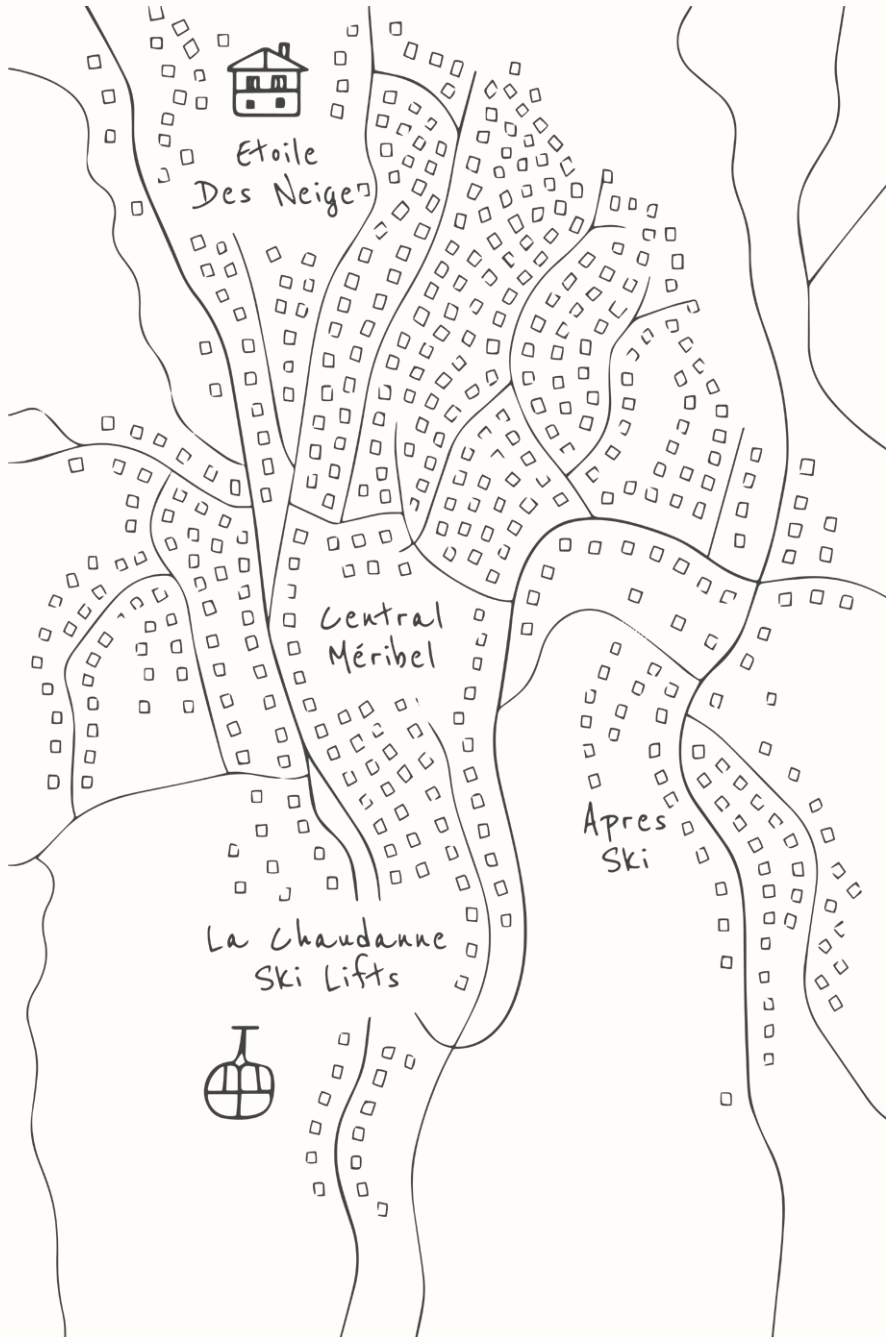 Etoile
Des Neiges
Central
Méribel
Apres
Ski
La Chaudanne
Ski Lifts